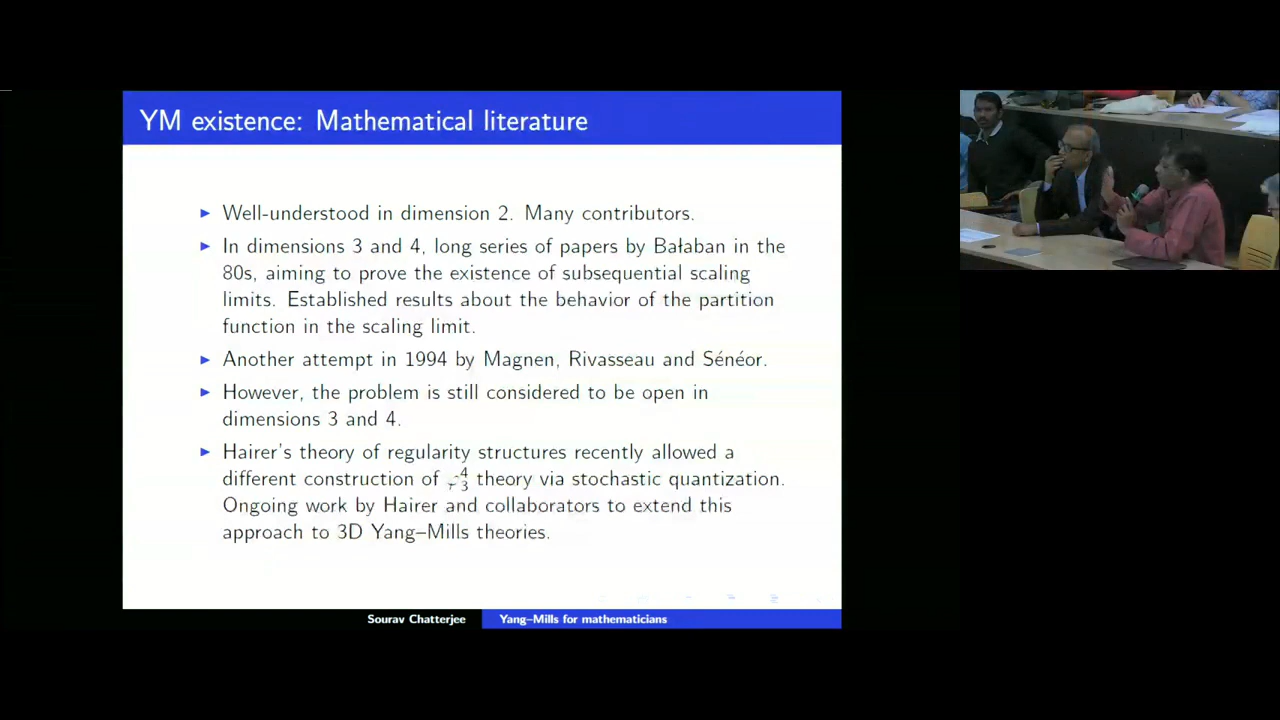 YM existence: Mathematical literature
▶ Well-understood in dimension 2. Many contributors.
▶ In dimensions 3 and 4, long series of papers by Bałaban in the
80s, aiming to prove the existence of subsequential scaling
limits. Established results about the behavior of the partition
function in the scaling limit.
▶ Another attempt in 1994 by Magnen, Rivasseau and Sénéor.
▶ However, the problem is still considered to be open in
dimensions 3 and 4.
▶ Hairer's theory of regularity structures recently allowed a
different construction of 4 3 theory via stochastic quantization.
Ongoing work by Hairer and collaborators to extend this
approach to 3D Yang–Mills theories.
Sourav Chatterjee Yang–Mills for mathematicians